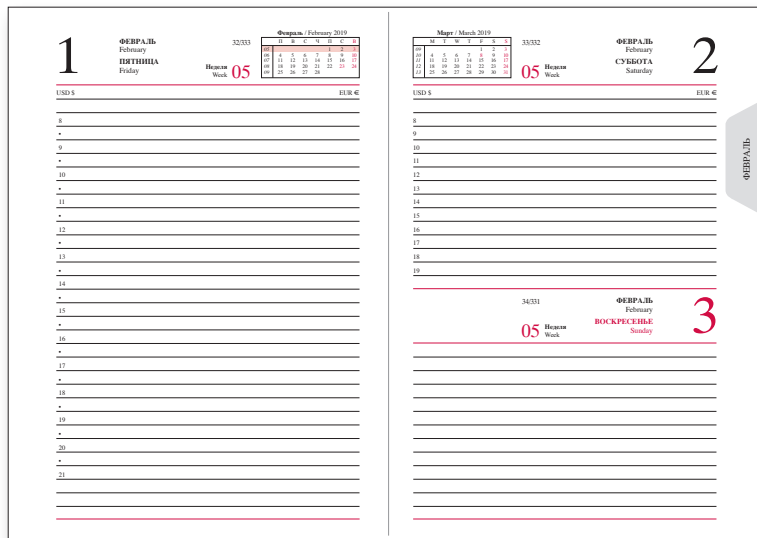 1
ФЕВРАЛЬ
February
ПЯТНИЦА
Friday
32/333
Неделя
Week
05
Февраль / February 2019
П В С Ч П С В
05 1 2 3
06 4 5 6 7 8 9 10
07 11 12 13 14 15 16 17
08 18 19 20 21 22 23 24
09 25 26 27 28
USD $ EUR €
8
•
9
•
10
•
11
•
12
•
13
•
14
•
15
•
16
•
17
•
18
•
19
•
20
•
21
Март / March 2019
M T W T F S S
09 1 2 3
10 4 5 6 7 8 9 10
11 11 12 13 14 15 16 17
12 18 19 20 21 22 23 24
13 25 26 27 28 29 30 31
33/332
05
Неделя
Week
ФЕВРАЛЬ
February
СУББОТА
Saturday
2
USD $ EUR €
8
9
10
11
12
13
14
15
16
17
18
19
34/331
05
Неделя
Week
ФЕВРАЛЬ
February
ВОСКРЕСЕНЬЕ
Sunday
3
ФЕВРАЛЬ